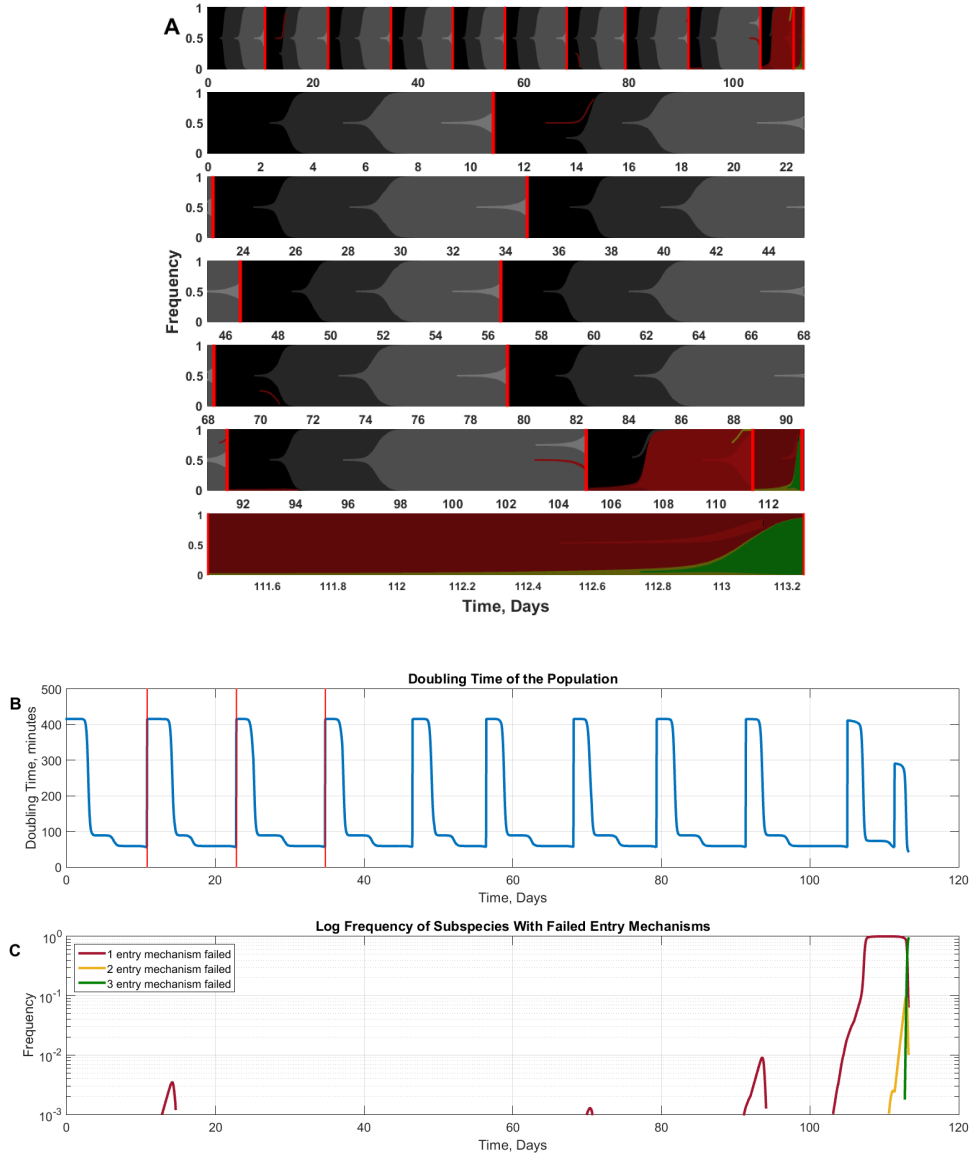 A
1
0.5
0
0 20 40 60 80 100
1
0.5
0
0 2 4 6 8 10 12 14 16 18 20 22
1
0.5
0
24 26 28 30 32 34 36 38 40 42 44
1
0.5
0
46 48 50 52 54 56 58 60 62 64 66 68
1
0.5
0
68 70 72 74 76 78 80 82 84 86 88 90
1
0.5
0
92 94 96 98 100 102 104 106 108 110 112
1
0.5
0
111.6 111.8 112 112.2 112.4 112.6 112.8 113 113.2
Frequency
Time, Days
B
Doubling Time of the Population
Doubling Time, minutes
500
400
300
200
100
0
0 20 40 60 80 100 120
Time, Days
C
Log Frequency of Subspecies With Failed Entry Mechanisms
Frequency
10^0
10^-1
10^-2
10^-3
1 entry mechanism failed
2 entry mechanism failed
3 entry mechanism failed
0 20 40 60 80 100 120
Time, Days